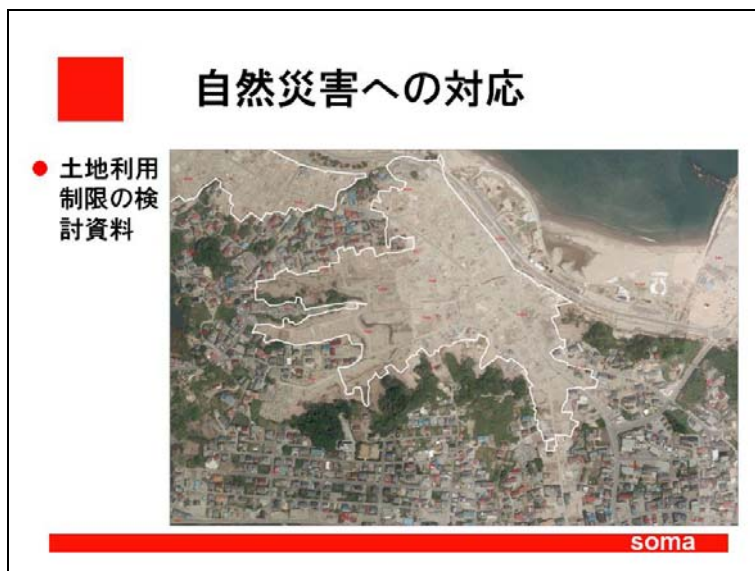 自然災害への対応
土地利用
制限の検
討資料
soma